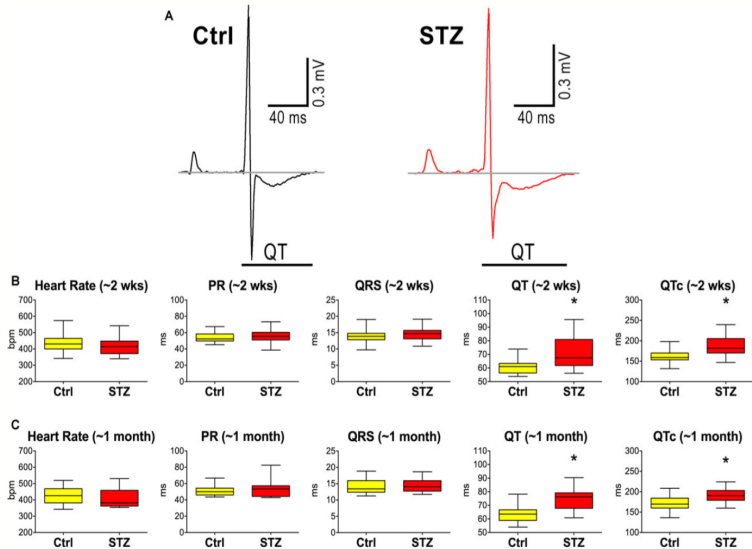 A
Ctrl
0.3 mV
40 ms
QT
STZ
0.3 mV
40 ms
QT
B
Heart Rate (~2 wks)
PR (~2 wks)
QRS (~2 wks)
QT (~2 wks)
QTc (~2 wks)
bpm
700
600
500
400
300
200
Ctrl
STZ
ms
100
80
60
40
20
0
Ctrl
STZ
ms
25
20
15
10
5
0
Ctrl
STZ
ms
110
100
90
80
70
60
50
*
Ctrl
STZ
ms
300
250
200
150
100
*
Ctrl
STZ
C
Heart Rate (~1 month)
PR (~1 month)
QRS (~1 month)
QT (~1 month)
QTc (~1 month)
bpm
700
600
500
400
300
200
Ctrl
STZ
ms
100
80
60
40
20
0
Ctrl
STZ
ms
25
20
15
10
5
0
Ctrl
STZ
ms
110
100
90
80
70
60
50
*
Ctrl
STZ
ms
300
250
200
150
100
*
Ctrl
STZ